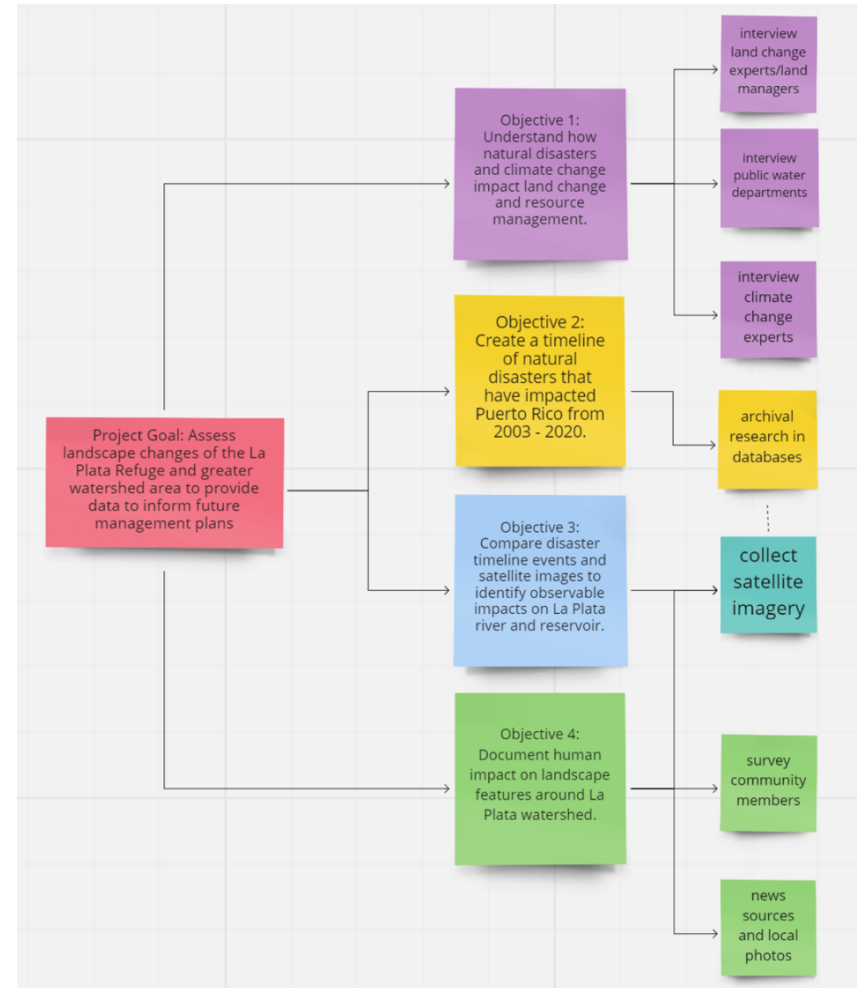 Project Goal: Assess
landscape changes of the La
Plata Refuge and greater
watershed area to provide
data to inform future
management plans
Objective 1:
Understand how
natural disasters
and climate change
impact land change
and resource
management.
interview
land change
experts/land
managers
interview
public water
departments
interview
climate
change
experts
Objective 2:
Create a timeline
of natural
disasters that
have impacted
Puerto Rico from
2003 - 2020.
archival
research in
databases
Objective 3:
Compare disaster
timeline events and
satellite images to
identify observable
impacts on La Plata
river and reservoir.
collect
satellite
imagery
Objective 4:
Document human
impact on landscape
features around La
Plata watershed.
survey
community
members
news
sources
and local
photos